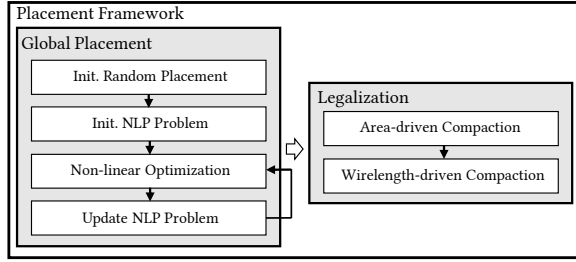 Placement Framework
Global Placement
Init. Random Placement
Init. NLP Problem
Non-linear Optimization
Update NLP Problem
Legalization
Area-driven Compaction
Wirelength-driven Compaction